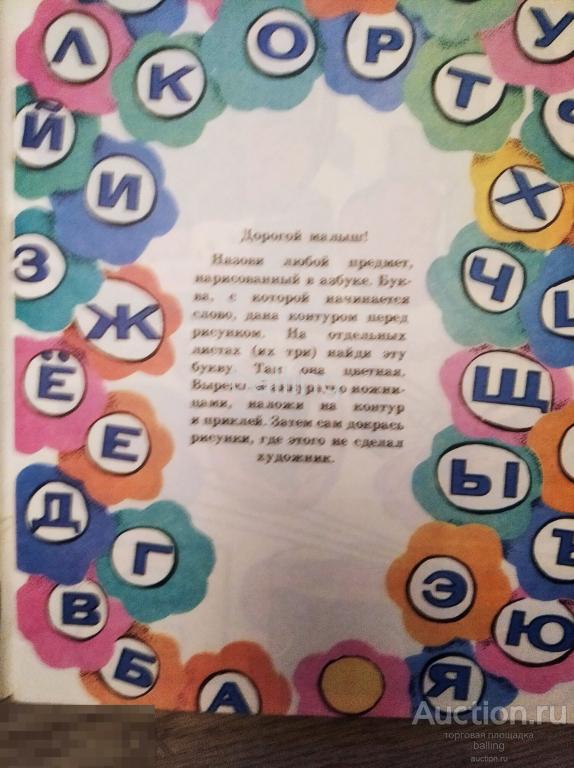 Л К О Р Т У
Й И Х
З Ч Ц
Ж
Ё Щ
Е Ы
Д Г Ъ
В Э Ю
Б А Я
Дорогой малыш!
Назови любой предмет,
нарисованный в азбуке. Бук-
ва, с которой начинается
слово, дана контуром перед
рисунком. На отдельных
листах (их три) найди эту
букву. Там она цветная.
ножни-
цами, наложи на контур
и приклей. Затем сам докрась
рисунки, где этого не сделал
художник.
Auction.ru
торговая площадка
balling
auction.ru